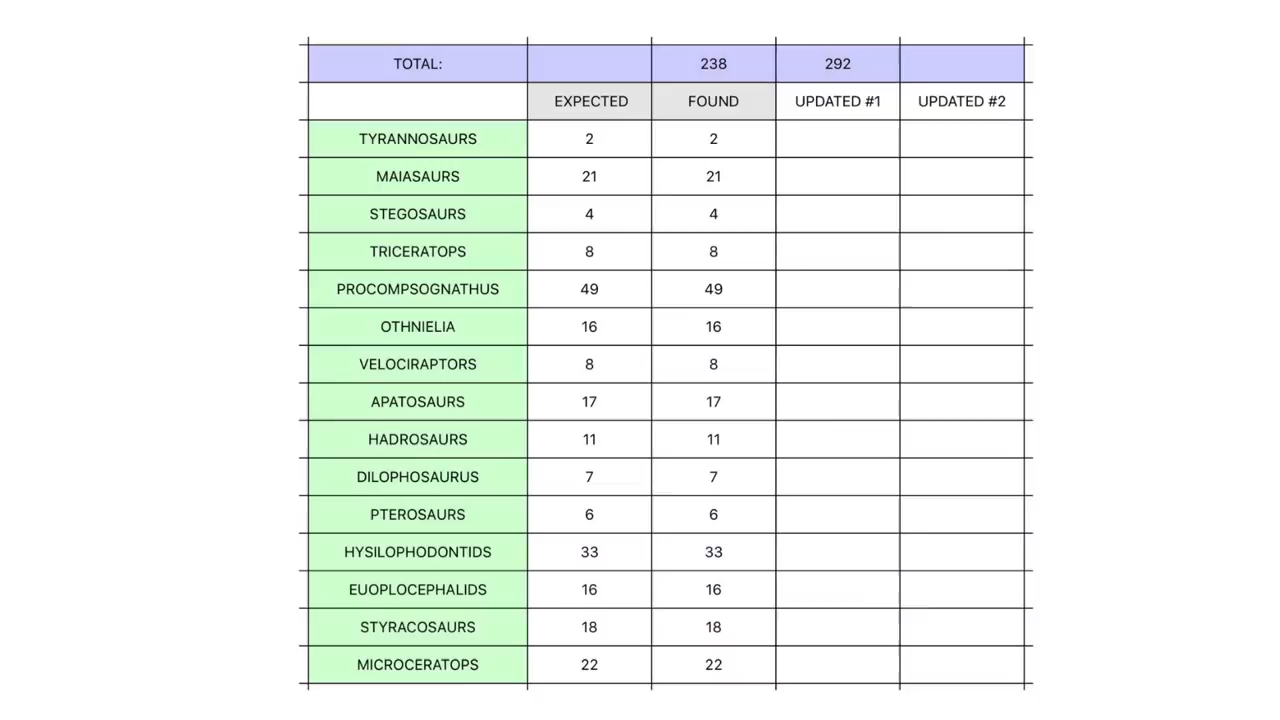 TOTAL: 238 292
EXPECTED FOUND UPDATED #1 UPDATED #2
TYRANNOSAURS 2 2
MAIASAURS 21 21
STEGOSAURS 4 4
TRICERATOPS 8 8
PROCOMPSOGNATHUS 49 49
OTHNIELIA 16 16
VELOCIRAPTORS 8 8
APATOSAURS 17 17
HADROSAURS 11 11
DILOPHOSAURUS 7 7
PTEROSAURS 6 6
HYSILOPHODONTIDS 33 33
EUOPLOCEPHALIDS 16 16
STYRACOSAURS 18 18
MICROCERATOPS 22 22